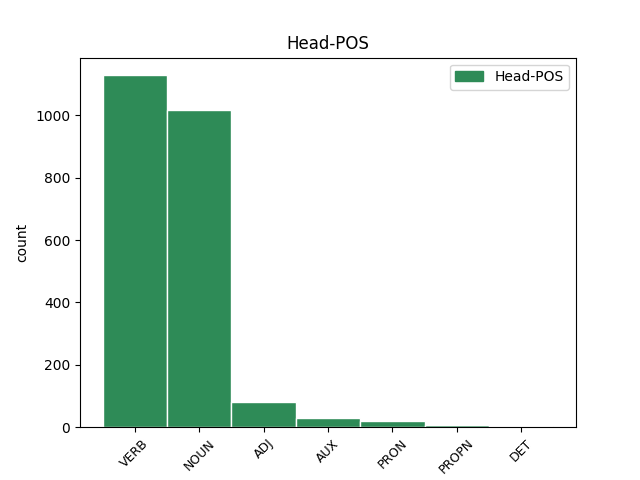 Head-POS
Head-POS
count
1000
800
600
400
200
0
VERB
NOUN
ADJ
AUX
PRON
PROPN
DET